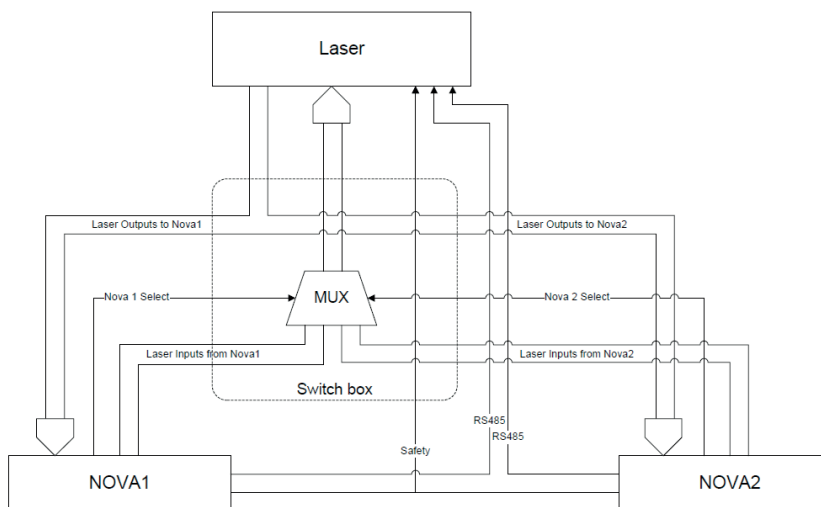 Laser
Laser Outputs to Nova1
Laser Outputs to Nova2
Nova 1 Select
MUX
Nova 2 Select
Laser Inputs from Nova1
Laser Inputs from Nova2
Switch box
RS485
RS485
Safety
NOVA1
NOVA2